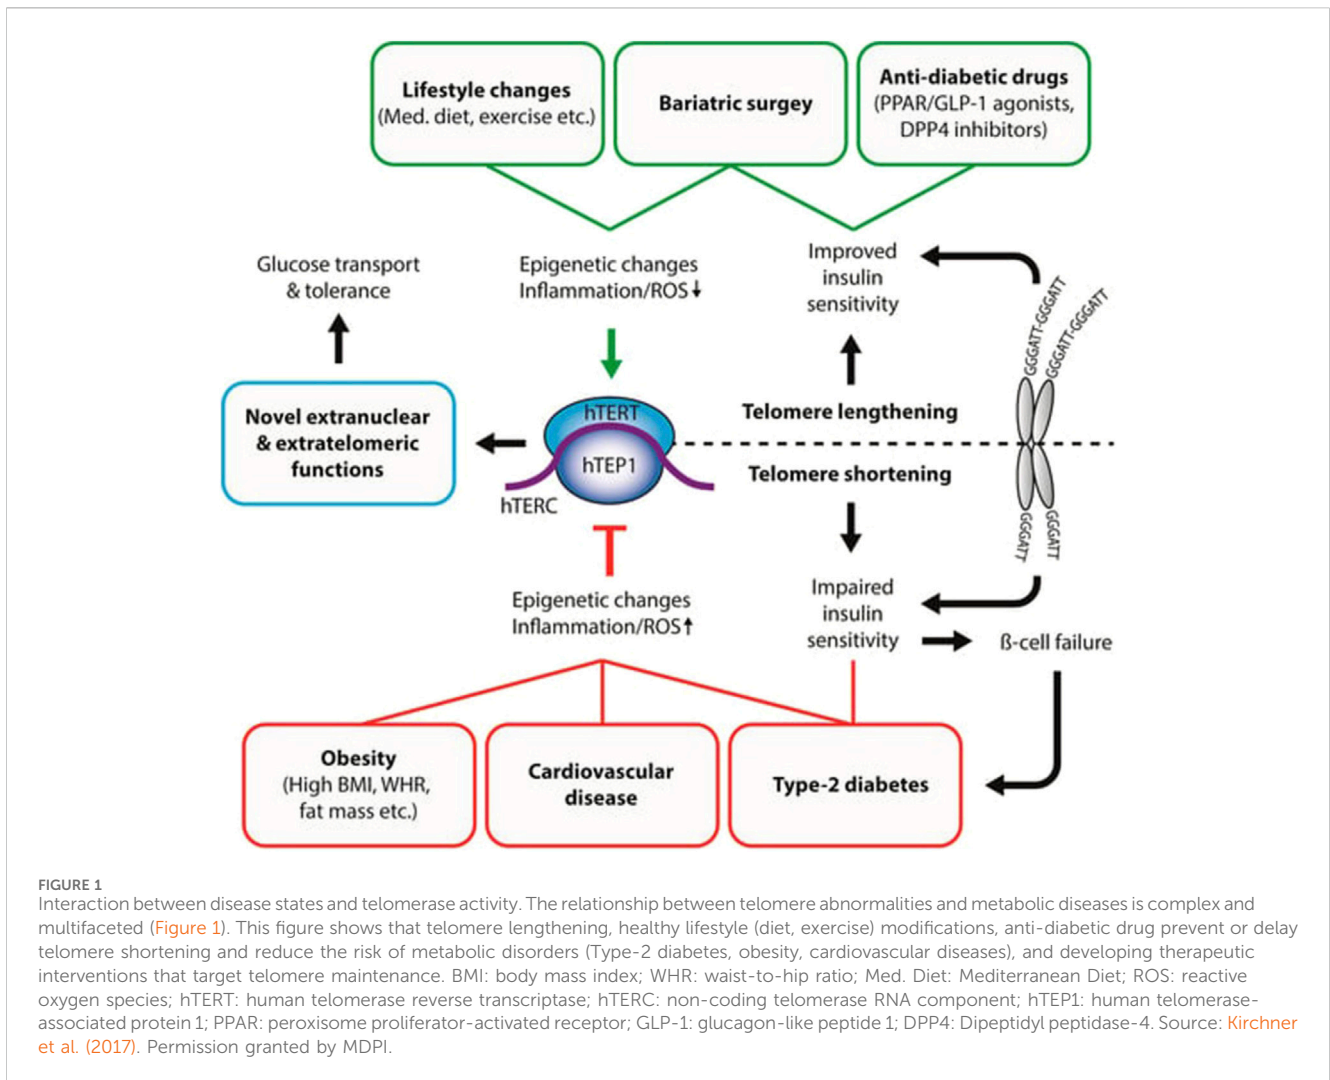 Lifestyle changes
(Med. diet, exercise etc.)
Bariatric surgey
Anti-diabetic drugs
(PPAR/GLP-1 agonists,
DPP4 inhibitors)
Glucose transport
& tolerance
Epigenetic changes
Inflammation/ROS↓
Improved
insulin
sensitivity
GGGATT-GGGATT
GGGATT-GGGATT
Novel extranuclear
& extratelomeric
functions
hTERT
hTEP1
hTERC
Telomere lengthening
Telomere shortening
GGGATT
GGGATT
Epigenetic changes
Inflammation/ROS↑
Impaired
insulin
sensitivity
ß-cell failure
Obesity
(High BMI, WHR,
fat mass etc.)
Cardiovascular
disease
Type-2 diabetes
FIGURE 1
Interaction between disease states and telomerase activity. The relationship between telomere abnormalities and metabolic diseases is complex and
multifaceted (Figure 1). This figure shows that telomere lengthening, healthy lifestyle (diet, exercise) modifications, anti-diabetic drug prevent or delay
telomere shortening and reduce the risk of metabolic disorders (Type-2 diabetes, obesity, cardiovascular diseases), and developing therapeutic
interventions that target telomere maintenance. BMI: body mass index; WHR: waist-to-hip ratio; Med. Diet: Mediterranean Diet; ROS: reactive
oxygen species; hTERT: human telomerase reverse transcriptase; hTERC: non-coding telomerase RNA component; hTEP1: human telomerase-
associated protein 1; PPAR: peroxisome proliferator-activated receptor; GLP-1: glucagon-like peptide 1; DPP4: Dipeptidyl peptidase-4. Source: Kirchner
et al. (2017). Permission granted by MDPI.